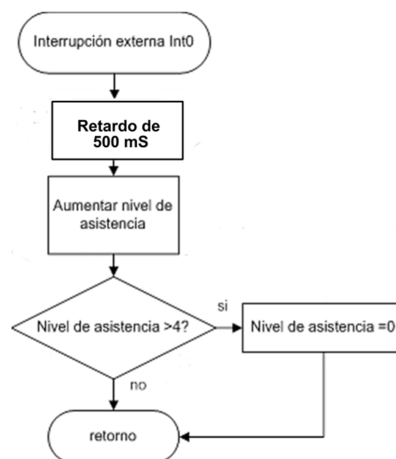 Interrupción externa Int0
Retardo de
500 mS
Aumentar nivel de
asistencia
Nivel de asistencia >4?
si
Nivel de asistencia =0
no
retorno